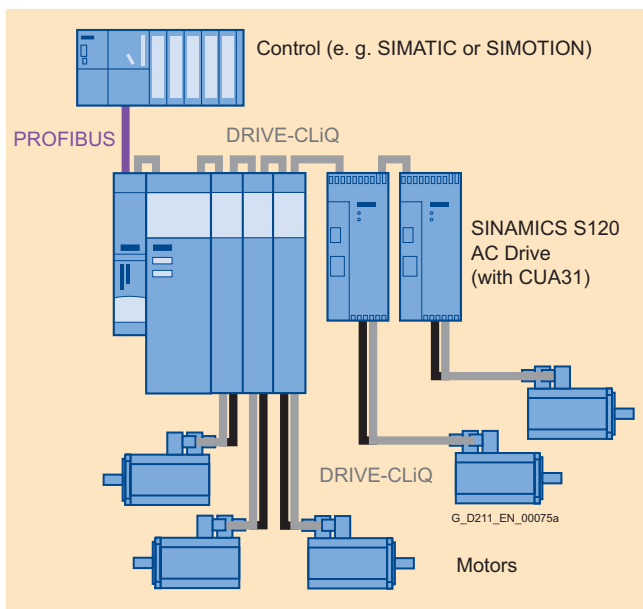 Control (e. g. SIMATIC or SIMOTION)
PROFIBUS
DRIVE-CLiQ
SINAMICS S120
AC Drive
(with CUA31)
DRIVE-CLiQ
G_D211_EN_00075a
Motors